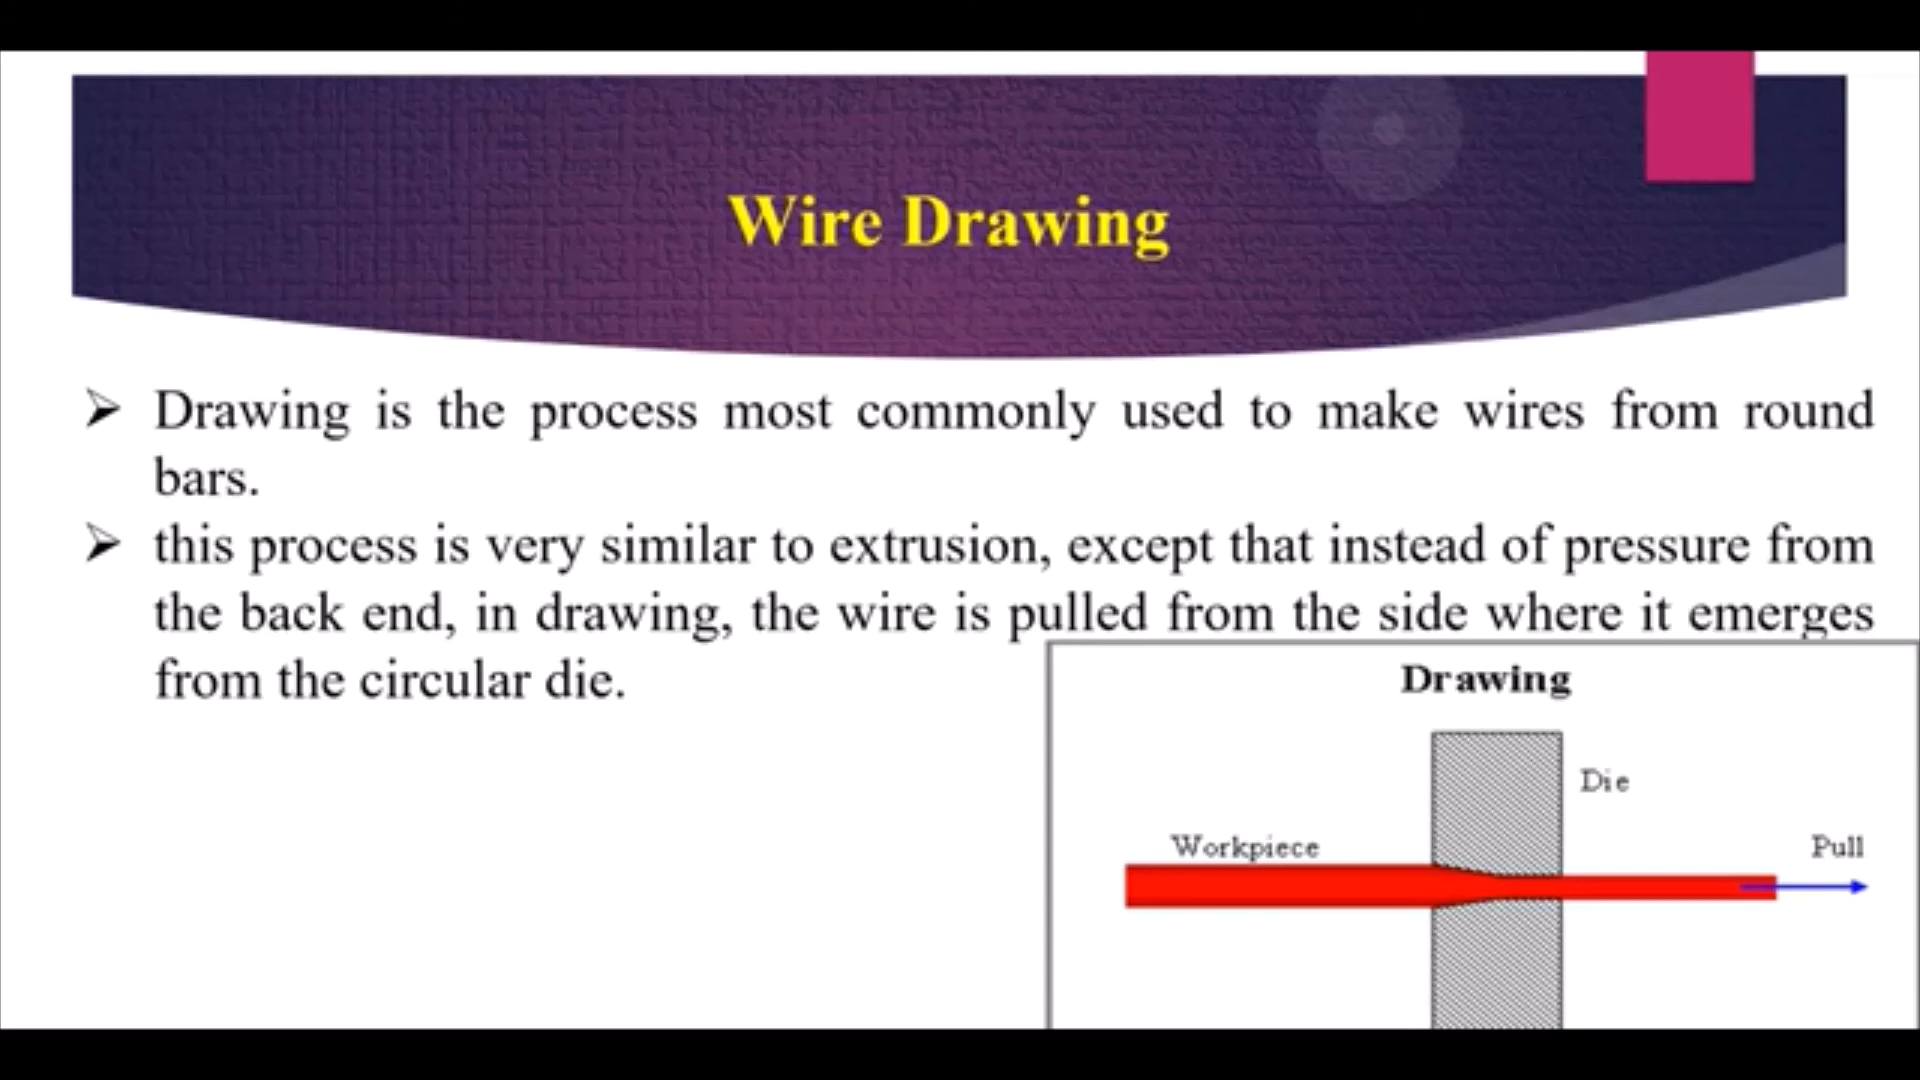 Wire Drawing
➢ Drawing is the process most commonly used to make wires from round
bars.
➢ this process is very similar to extrusion, except that instead of pressure from
the back end, in drawing, the wire is pulled from the side where it emerges
from the circular die.
Drawing
Die
Workpiece
Pull